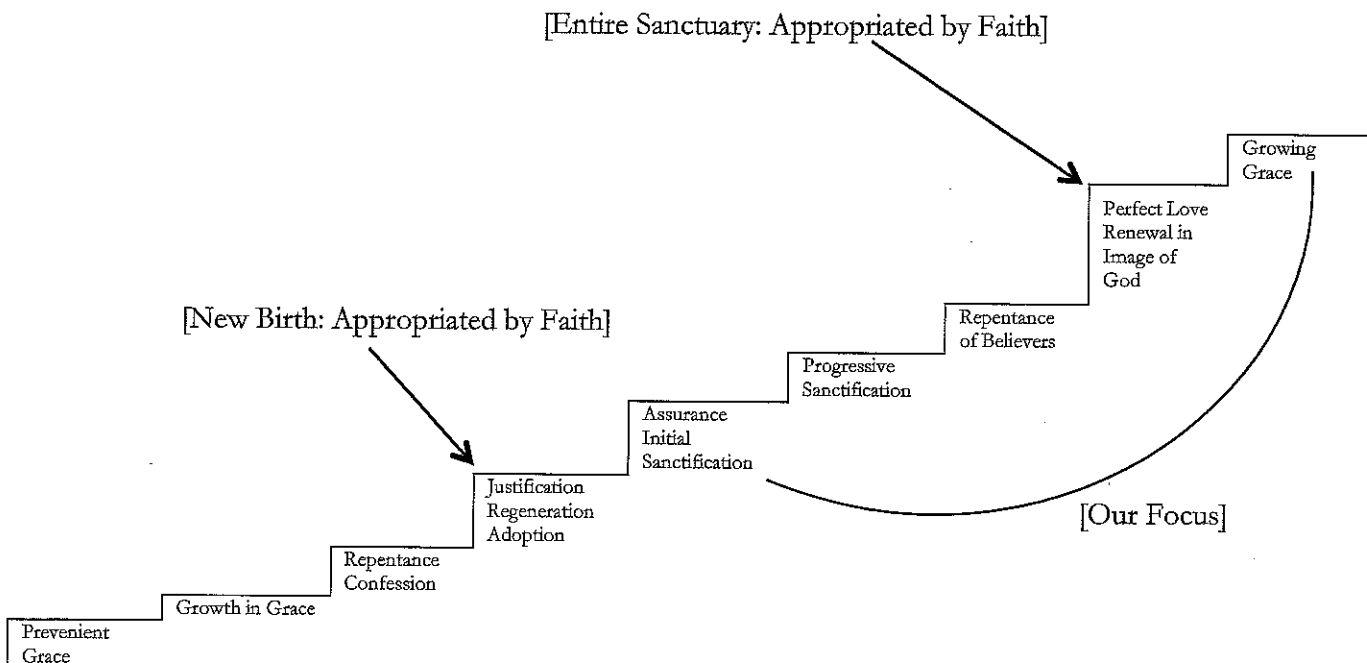 [Entire Sanctuary: Appropriated by Faith]
Growing
Grace
Perfect Love
Renewal in
Image of
God
[New Birth: Appropriated by Faith]
Repentance
of Believers
Progressive
Sanctification
Assurance
Initial
Sanctification
Justification
Regeneration
Adoption
[Our Focus]
Repentance
Confession
Growth in Grace
Prevenient
Grace